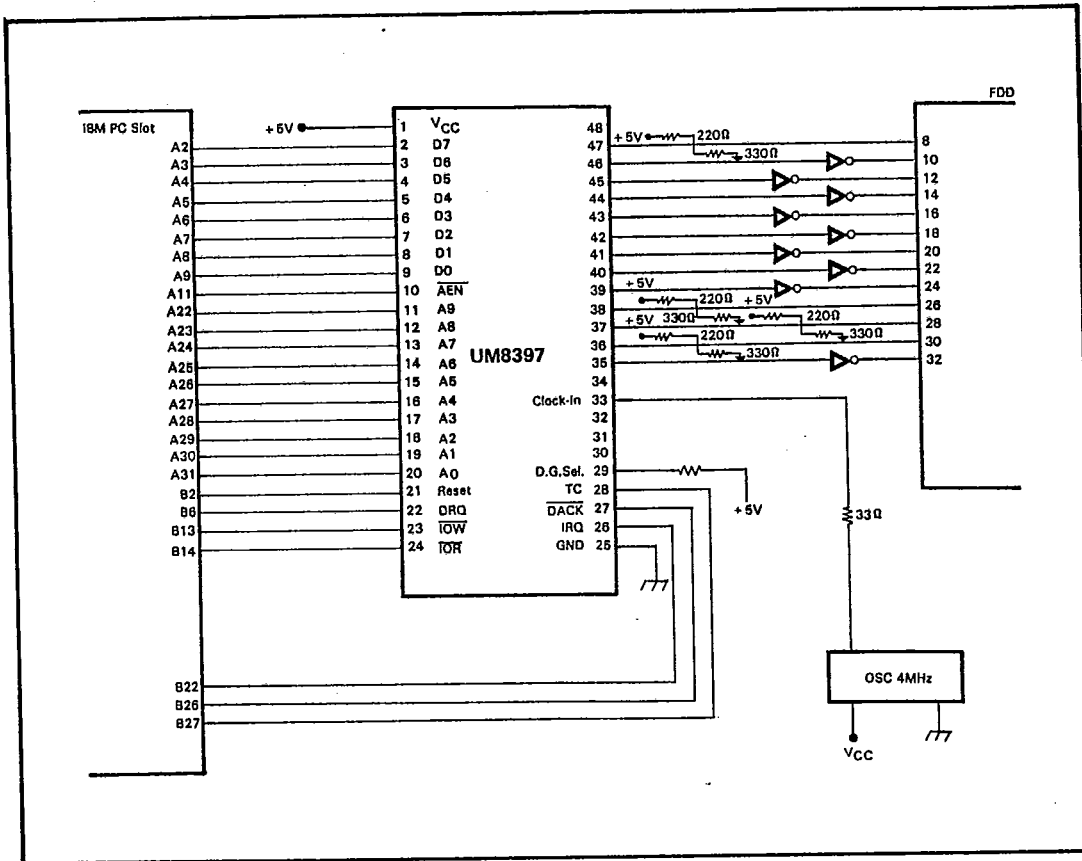 FDD
IBM PC Slot
+5V
1 VCC 48
A2 2 D7 47 +5V 220Ω 8
A3 3 D6 46 330Ω 10
A4 4 D5 45 12
A5 5 D4 44 14
A6 6 D3 43 16
A7 7 D2 42 18
A8 8 D1 41 20
A9 9 D0 40 22
A11 10 AEN 39 +5V 24
A22 11 A9 38 220Ω +5V 26
A23 12 A8 37 +5V 330Ω 220Ω 28
A24 13 A7 36 220Ω 330Ω 30
A25 14 A6 UM8397 35 330Ω 32
A26 15 A5 34
A27 16 A4 Clock-In 33
A28 17 A3 32
A29 18 A2 31
A30 19 A1 30
A31 20 A0 D.G.Sel. 29
B2 21 Reset TC 28 +5V
B6 22 DRQ DACK 27 33Ω
B13 23 IOW IRQ 26
B14 24 IOR GND 25
OSC 4MHz
B22
B26
B27
VCC